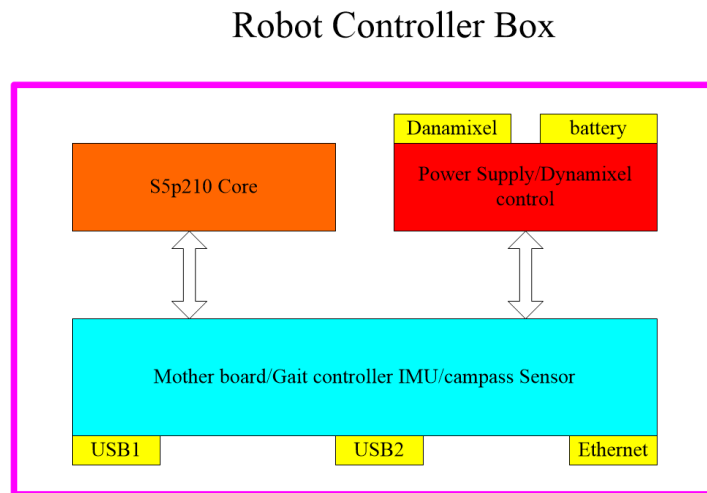 Robot Controller Box
Danamixel
battery
S5p210 Core
Power Supply/Dynamixel
control
Mother board/Gait controller IMU/campass Sensor
USB1
USB2
Ethernet